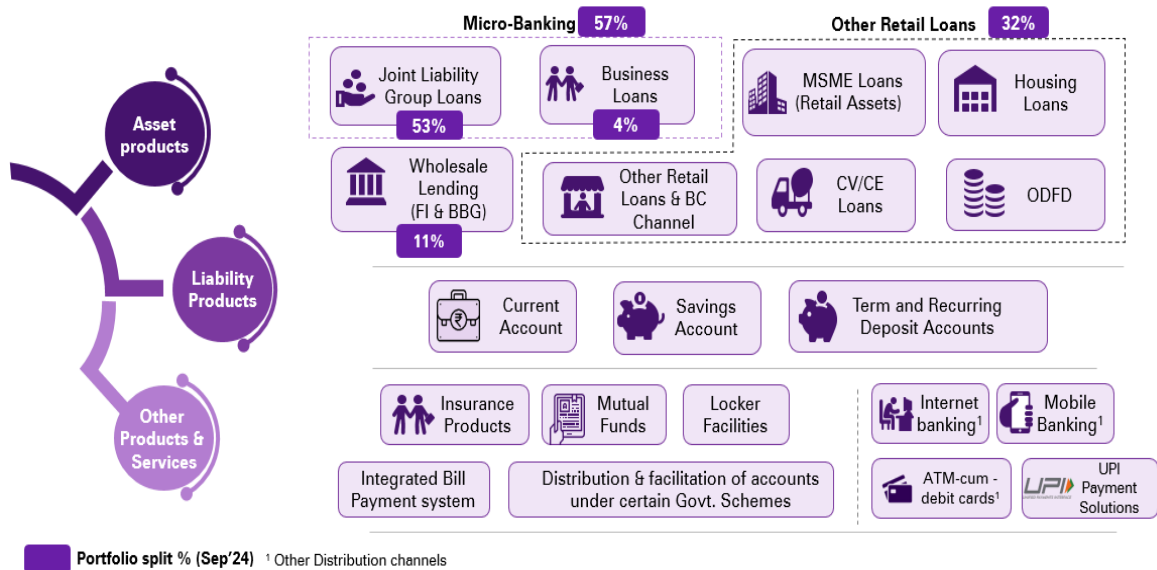 Micro-Banking 57%
Other Retail Loans 32%
Asset
products
Joint Liability
Group Loans
53%
Business
Loans
4%
MSME Loans
(Retail Assets)
Housing
Loans
Wholesale
Lending
(FI & BBG)
11%
Other Retail
Loans & BC
Channel
CV/CE
Loans
ODFD
Liability
Products
Current
Account
Savings
Account
Term and Recurring
Deposit Accounts
Other
Products &
Services
Insurance
Products
Mutual
Funds
Locker
Facilities
Internet
banking¹
Mobile
Banking¹
Integrated Bill
Payment system
Distribution & facilitation of accounts
under certain Govt. Schemes
ATM-cum -
debit cards¹
UPI
UPI
Payment
Solutions
Portfolio split % (Sep'24) ¹ Other Distribution channels